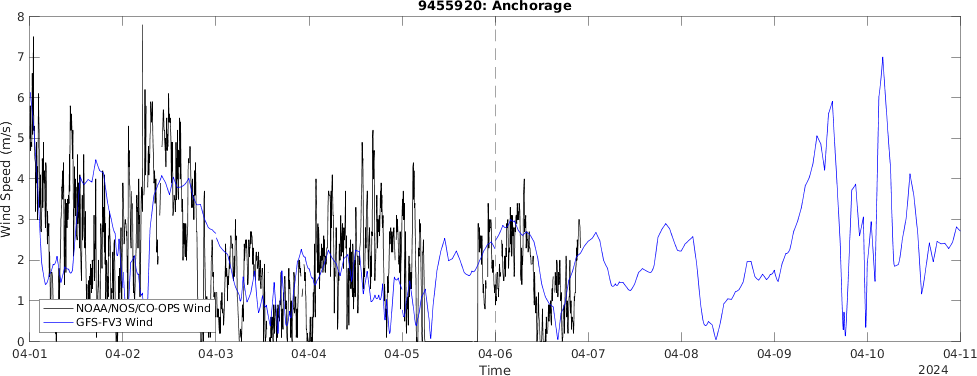 9455920: Anchorage
8
7
6
5
4
3
2
1
0
Wind Speed (m/s)
NOAA/NOS/CO-OPS Wind
GFS-FV3 Wind
04-01 04-02 04-03 04-04 04-05 04-06 04-07 04-08 04-09 04-10 04-11
Time
2024